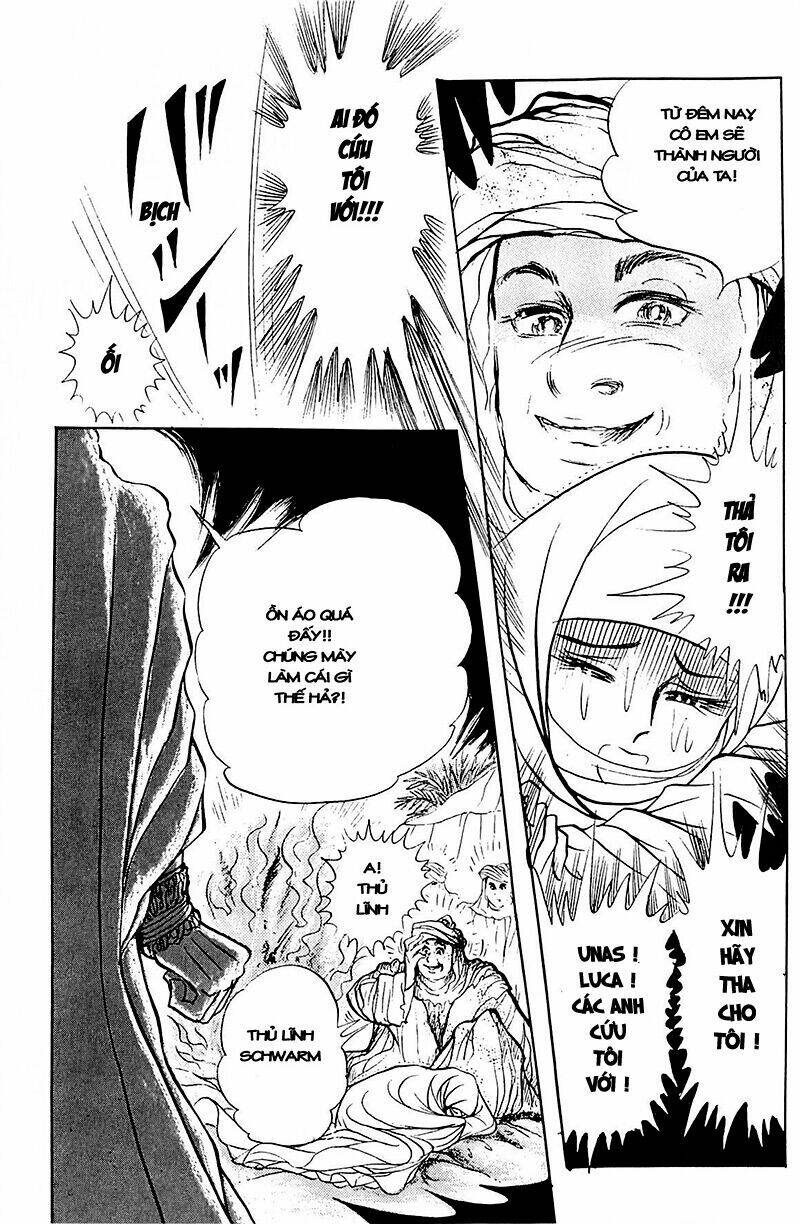 TỪ ĐÊM NAY,
CÔ EM SẼ
THÀNH NGƯỜI
CỦA TA!
THẢ
TÔI
RA
!!!
XIN
HÃY
THA
CHO
TÔI !
UNAS !
LUCA !
CÁC ANH
CỨU
TÔI
VỚI !
AI ĐÓ
CỨU
TÔI
VỚI!!!
BỊCH
ỐI
ỒN ÁO QUÁ
ĐẤY!!
CHÚNG MÀY
LÀM CÁI GÌ
THẾ HẢ?!
A!
THỦ
LĨNH
THỦ LĨNH
SCHWARM